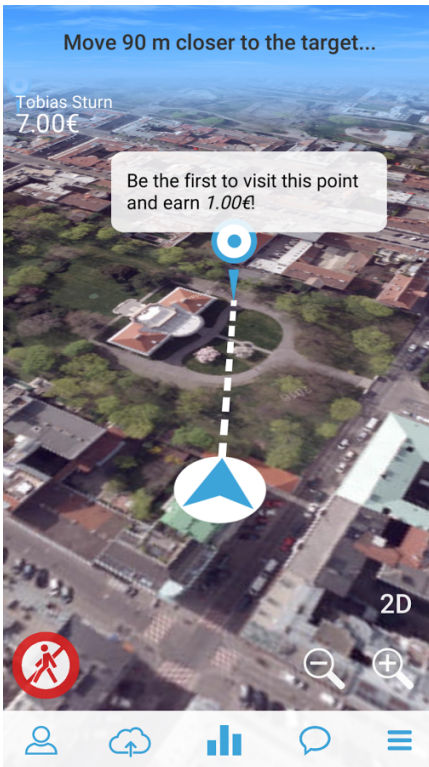 Move 90 m closer to the target...
Tobias Sturn
7.00€
Be the first to visit this point
and earn 1.00€!
2D